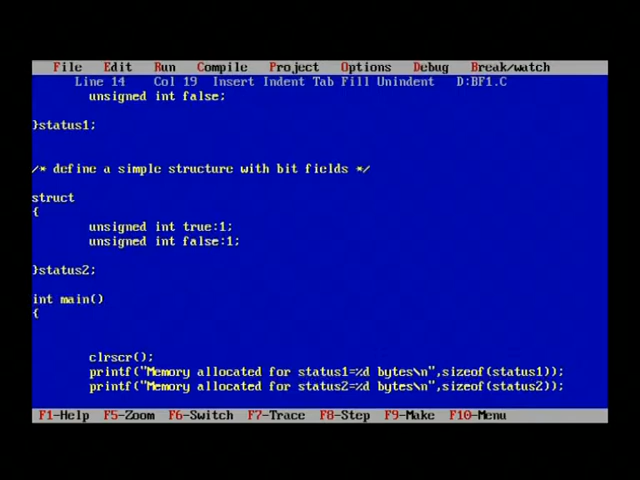 File Edit Run Compile Project Options Debug Break/watch
Line 14 Col 19 Insert Indent Tab Fill Unindent D:BF1.C
unsigned int false;
}status1;
/* define a simple structure with bit fields */
struct
{
unsigned int true:1;
unsigned int false:1;
}status2;
int main()
{
clrscr();
printf("Memory allocated for status1=%d bytes\n",sizeof(status1));
printf("Memory allocated for status2=%d bytes\n",sizeof(status2));
F1-Help F5-Zoom F6-Switch F7-Trace F8-Step F9-Make F10-Menu